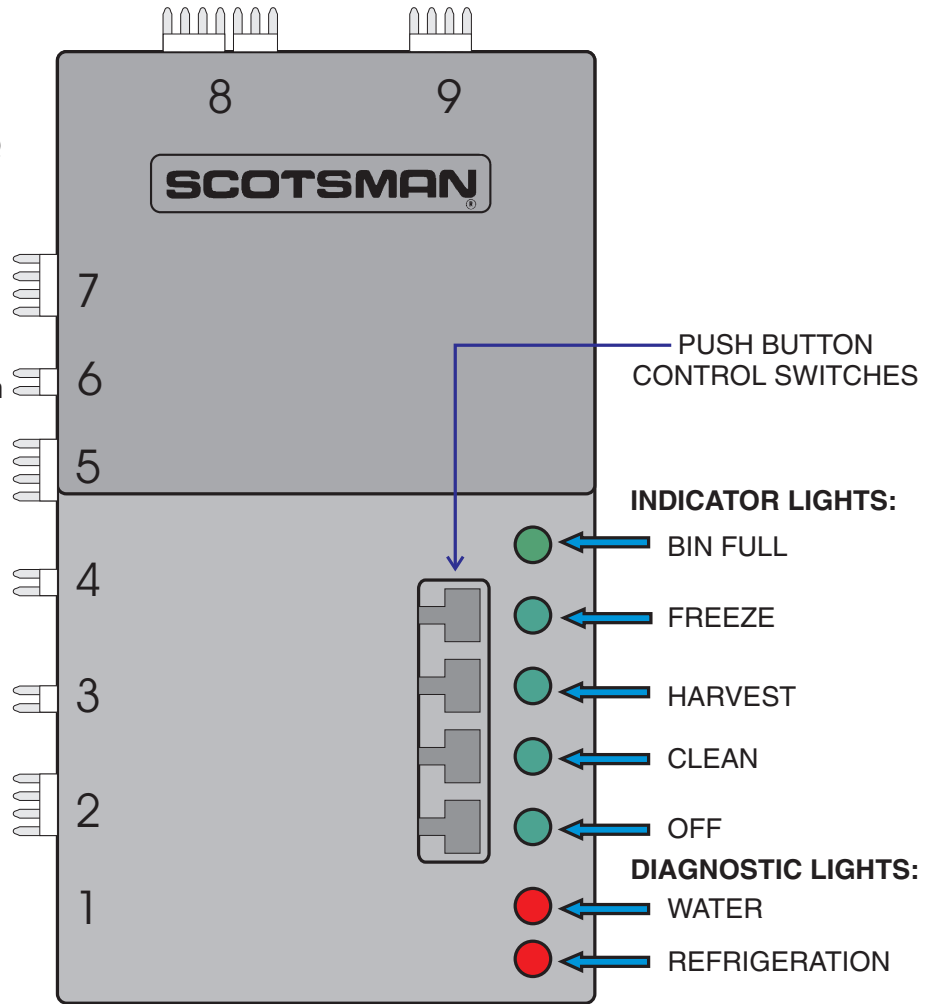 8 9
SCOTSMAN
®
7
PUSH BUTTON
CONTROL SWITCHES
6
5
INDICATOR LIGHTS:
BIN FULL
4
FREEZE
3
HARVEST
CLEAN
2
OFF
DIAGNOSTIC LIGHTS:
1
WATER
REFRIGERATION